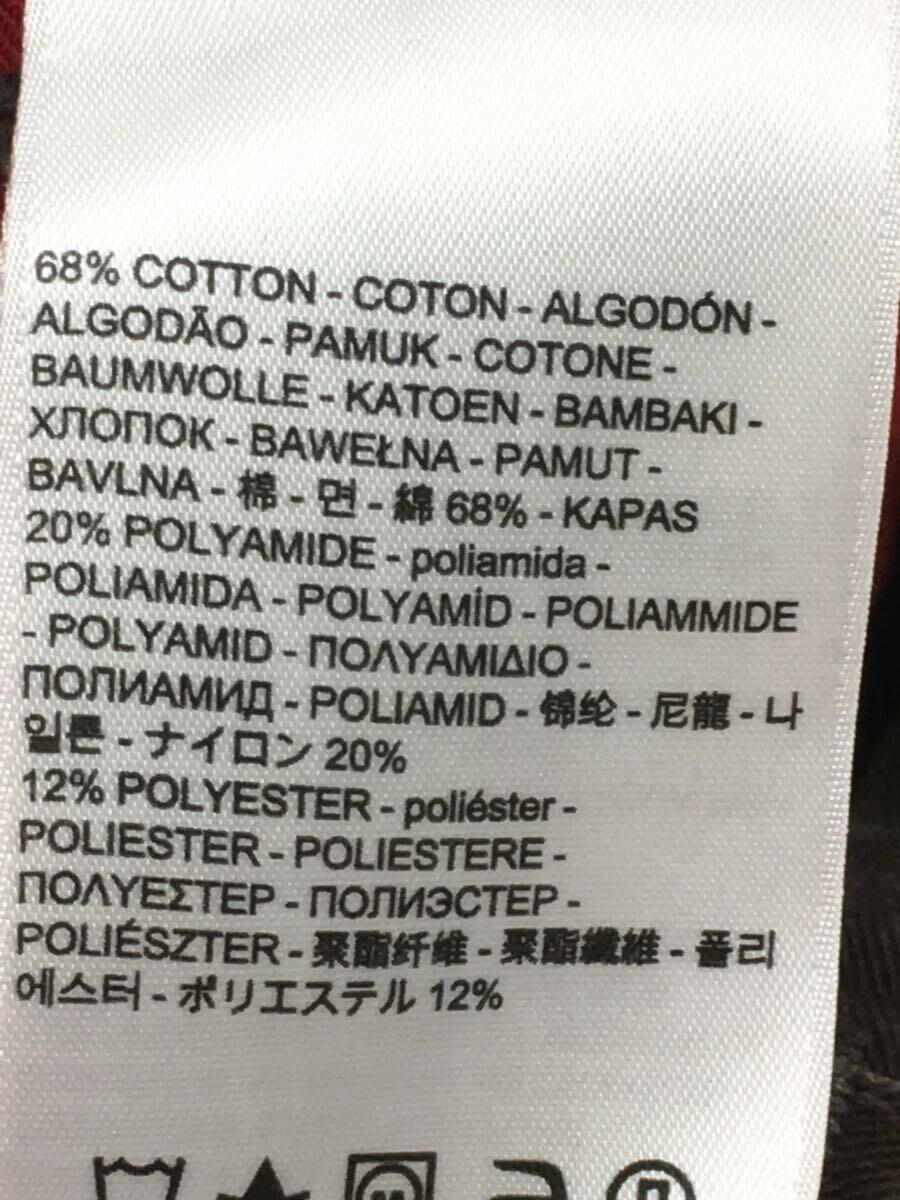 68% COTTON - COTON - ALGODÓN -
ALGODÃO - PAMUK - COTONE -
BAUMWOLLE - KATOEN - BAMBAKI -
ХЛОПОК - BAWEŁNA - PAMUT -
BAVLNA - 棉 - 면 - 綿 68% - KAPAS
20% POLYAMIDE - poliamida -
POLIAMIDA - POLYAMİD - POLIAMMIDE
- POLYAMID - ΠΟΛΥΑΜΙΔΙΟ -
ПОЛИАМИД - POLIAMID - 锦纶 - 尼龍 - 나
일론 - ナイロン 20%
12% POLYESTER - poliéster -
POLIESTER - POLIESTERE -
ΠΟΛΥΕΣΤΕΡ - ПОЛИЭСТЕР -
POLIÉSZTER - 聚酯纤维 - 聚酯纖維 - 폴리
에스터 - ポリエステル 12%